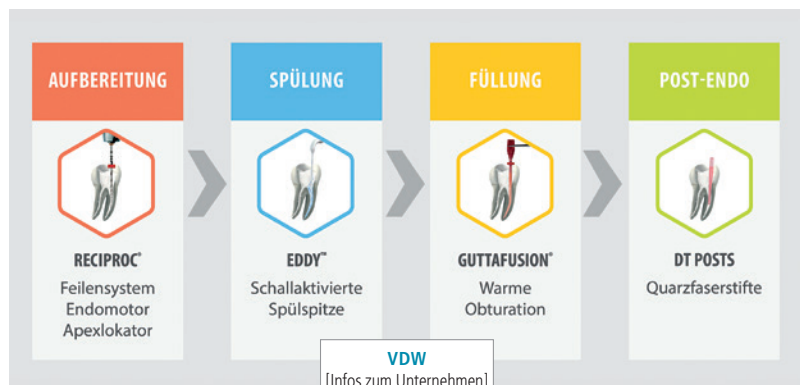 AUFBEREITUNG
RECIPROC®
Feilensystem
Endomotor
Apexlokator
SPÜLUNG
EDDY™
Schallaktivierte
Spülspitze
FÜLLUNG
GUTTAFUSION®
Warme
Obturation
POST-ENDO
DT POSTS
Quarzfaserstifte
VDW
[Infos zum Unternehmen]